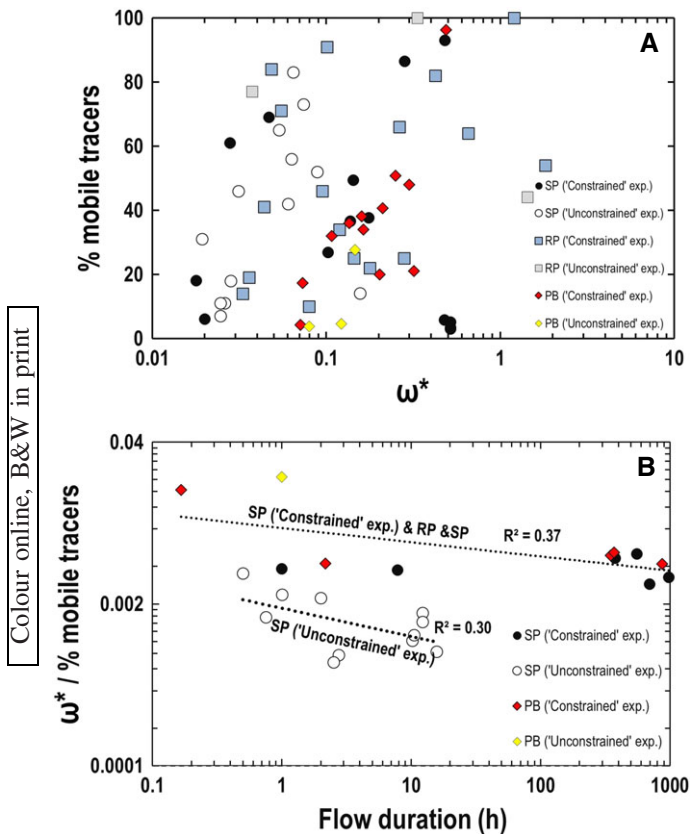 Colour online, B&W in print
A
100
80
60
40
20
0
% mobile tracers
0.01
0.1
1
10
ω*
SP ('Constrained' exp.)
SP ('Unconstrained' exp.)
RP ('Constrained' exp.)
RP ('Unconstrained' exp.)
PB ('Constrained' exp.)
PB ('Unconstrained' exp.)
B
0.04
0.002
0.0001
ω* / % mobile tracers
SP ('Constrained' exp.) & RP &SP
R² = 0.37
SP ('Unconstrained' exp.)
R² = 0.30
SP ('Constrained' exp.)
SP ('Unconstrained' exp.)
PB ('Constrained' exp.)
PB ('Unconstrained' exp.)
0.1
1
10
100
1000
Flow duration (h)